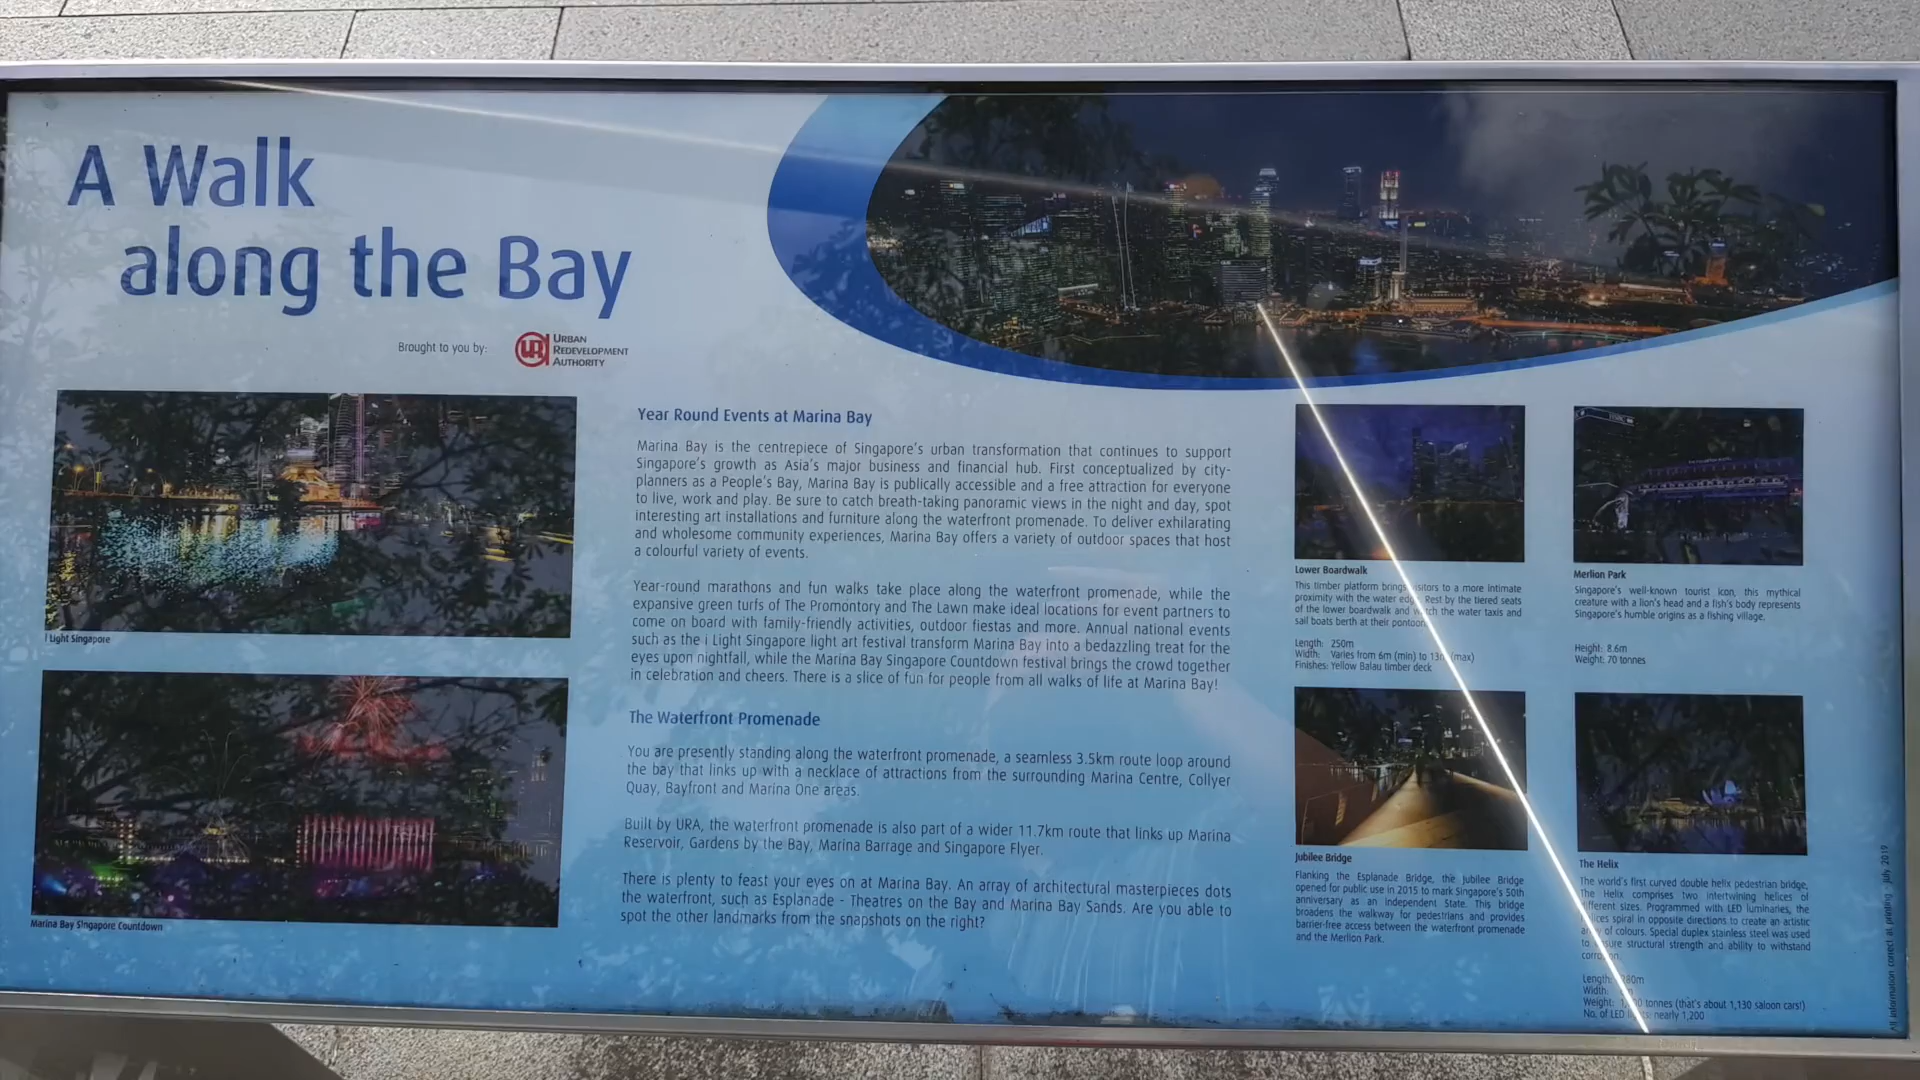 A Walk
along the Bay
Brought to you by:
URBAN
REDEVELOPMENT
AUTHORITY
I Light Singapore
Marina Bay Singapore Countdown
Year Round Events at Marina Bay
Marina Bay is the centrepiece of Singapore's urban transformation that continues to support
Singapore's growth as Asia's major business and financial hub. First conceptualized by city-
planners as a People's Bay, Marina Bay is publically accessible and a free attraction for everyone
to live, work and play. Be sure to catch breath-taking panoramic views in the night and day, spot
interesting art installations and furniture along the waterfront promenade. To deliver exhilarating
and wholesome community experiences, Marina Bay offers a variety of outdoor spaces that host
a colourful variety of events.
Year-round marathons and fun walks take place along the waterfront promenade, while the
expansive green turfs of The Promontory and The Lawn make ideal locations for event partners to
come on board with family-friendly activities, outdoor fiestas and more. Annual national events
such as the i Light Singapore light art festival transform Marina Bay into a bedazzling treat for the
eyes upon nightfall, while the Marina Bay Singapore Countdown festival brings the crowd together
in celebration and cheers. There is a slice of fun for people from all walks of life at Marina Bay!
The Waterfront Promenade
You are presently standing along the waterfront promenade, a seamless 3.5km route loop around
the bay that links up with a necklace of attractions from the surrounding Marina Centre, Collyer
Quay, Bayfront and Marina One areas.
Built by URA, the waterfront promenade is also part of a wider 11.7km route that links up Marina
Reservoir, Gardens by the Bay, Marina Barrage and Singapore Flyer.
There is plenty to feast your eyes on at Marina Bay. An array of architectural masterpieces dots
the waterfront, such as Esplanade - Theatres on the Bay and Marina Bay Sands. Are you able to
spot the other landmarks from the snapshots on the right?
Lower Boardwalk
This timber platform brings visitors to a more intimate
proximity with the water edge. Rest by the tiered seats
of the lower boardwalk and watch the water taxis and
sail boats berth at their pontoon.
Length: 250m
Width: Varies from 6m (min) to 13m (max)
Finishes: Yellow Balau timber deck
Merlion Park
Singapore's well-known tourist icon, this mythical
creature with a lion's head and a fish's body represents
Singapore's humble origins as a fishing village.
Height: 8.6m
Weight: 70 tonnes
Jubilee Bridge
Flanking the Esplanade Bridge, the Jubilee Bridge
opened for public use in 2015 to mark Singapore's 50th
anniversary as an Independent State. This bridge
broadens the walkway for pedestrians and provides
barrier-free access between the waterfront promenade
and the Merlion Park.
The Helix
The world's first curved double helix pedestrian bridge,
The Helix comprises two intertwining helices of
different sizes. Programmed with LED luminaries, the
helices spiral in opposite directions to create an artistic
array of colours. Special duplex stainless steel was used
to ensure structural strength and ability to withstand
corrosion.
Length: 280m
Width:
Weight: tonnes (that's about 1,130 saloon cars!)
No. of LED lights: nearly 1,200
All information correct at printing - July 2019